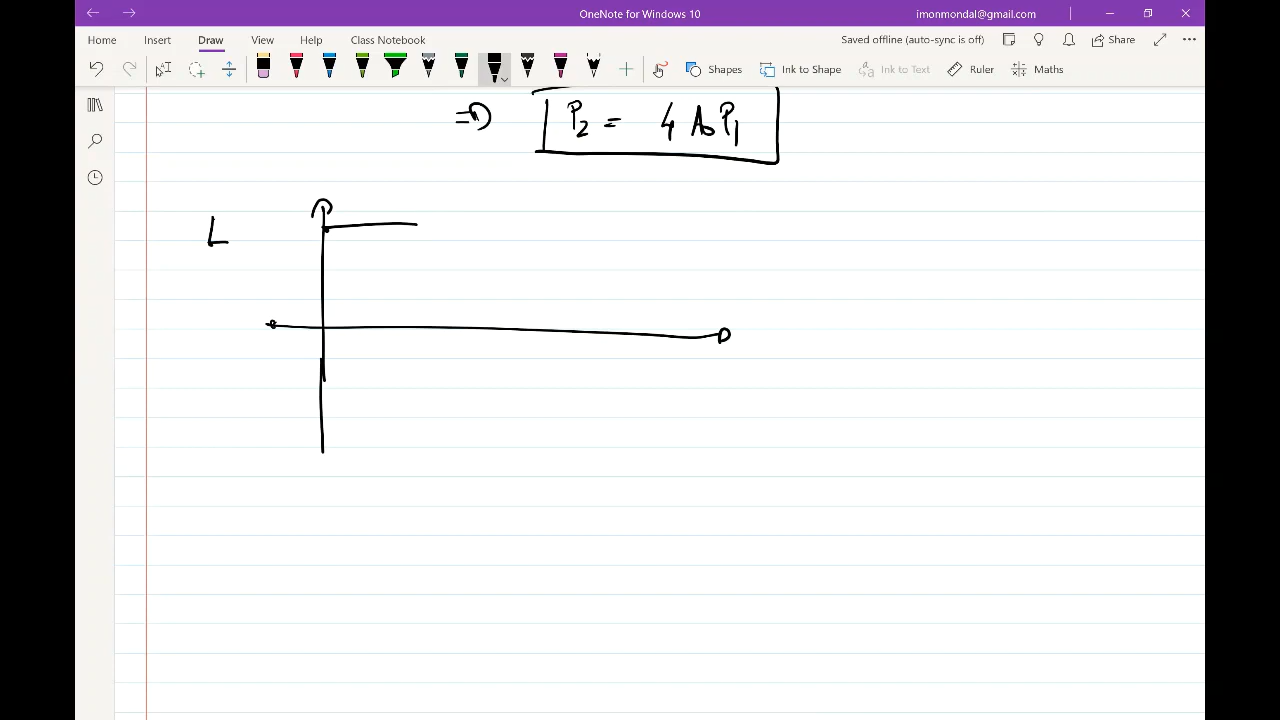 OneNote for Windows 10
imonmondal@gmail.com
Home Insert Draw View Help Class Notebook
Saved offline (auto-sync is off)
Share
Shapes
Ink to Shape
Ink to Text
Ruler
Maths
⇒ P₂ = 4 A₀ P₁
L